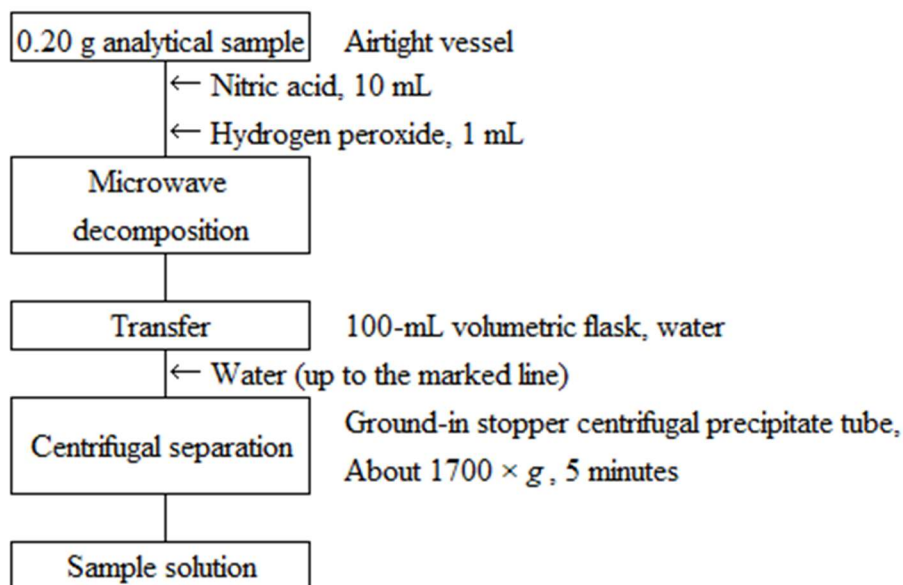 0.20 g analytical sample Airtight vessel
← Nitric acid, 10 mL
← Hydrogen peroxide, 1 mL
Microwave
decomposition
Transfer 100-mL volumetric flask, water
← Water (up to the marked line)
Centrifugal separation
Ground-in stopper centrifugal precipitate tube,
About 1700 × g , 5 minutes
Sample solution